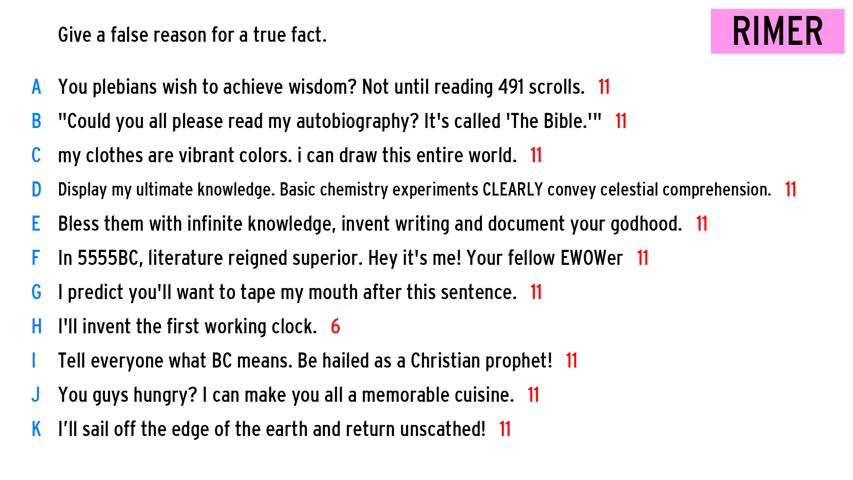 Give a false reason for a true fact.
RIMER
A You plebians wish to achieve wisdom? Not until reading 491 scrolls. 11
B "Could you all please read my autobiography? It's called 'The Bible.'" 11
C my clothes are vibrant colors. i can draw this entire world. 11
D Display my ultimate knowledge. Basic chemistry experiments CLEARLY convey celestial comprehension. 11
E Bless them with infinite knowledge, invent writing and document your godhood. 11
F In 5555BC, literature reigned superior. Hey it's me! Your fellow EWOWer 11
G I predict you'll want to tape my mouth after this sentence. 11
H I'll invent the first working clock. 6
I Tell everyone what BC means. Be hailed as a Christian prophet! 11
J You guys hungry? I can make you all a memorable cuisine. 11
K I’ll sail off the edge of the earth and return unscathed! 11